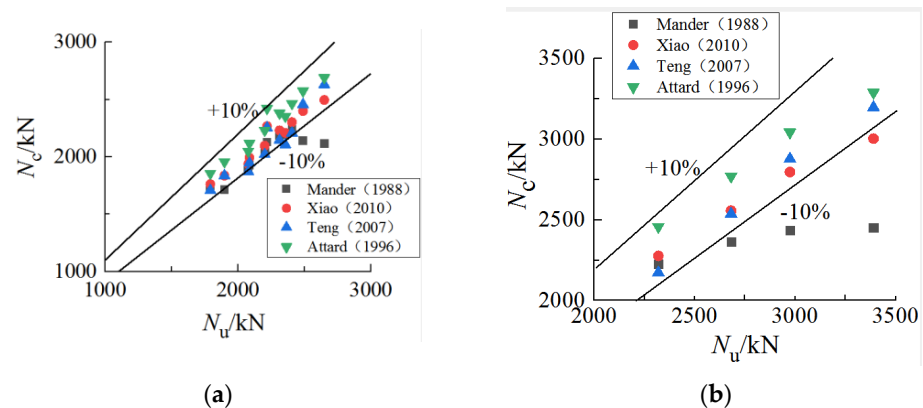 3000
2000
1000
1000
2000
3000
N_c/kN
N_u/kN
+10%
-10%
Mander（1988）
Xiao（2010）
Teng（2007）
Attard（1996）
(a)
Mander（1988）
Xiao（2010）
Teng（2007）
Attard（1996）
3500
3000
2500
2000
2000
2500
3000
3500
N_c/kN
N_u/kN
+10%
-10%
(b)